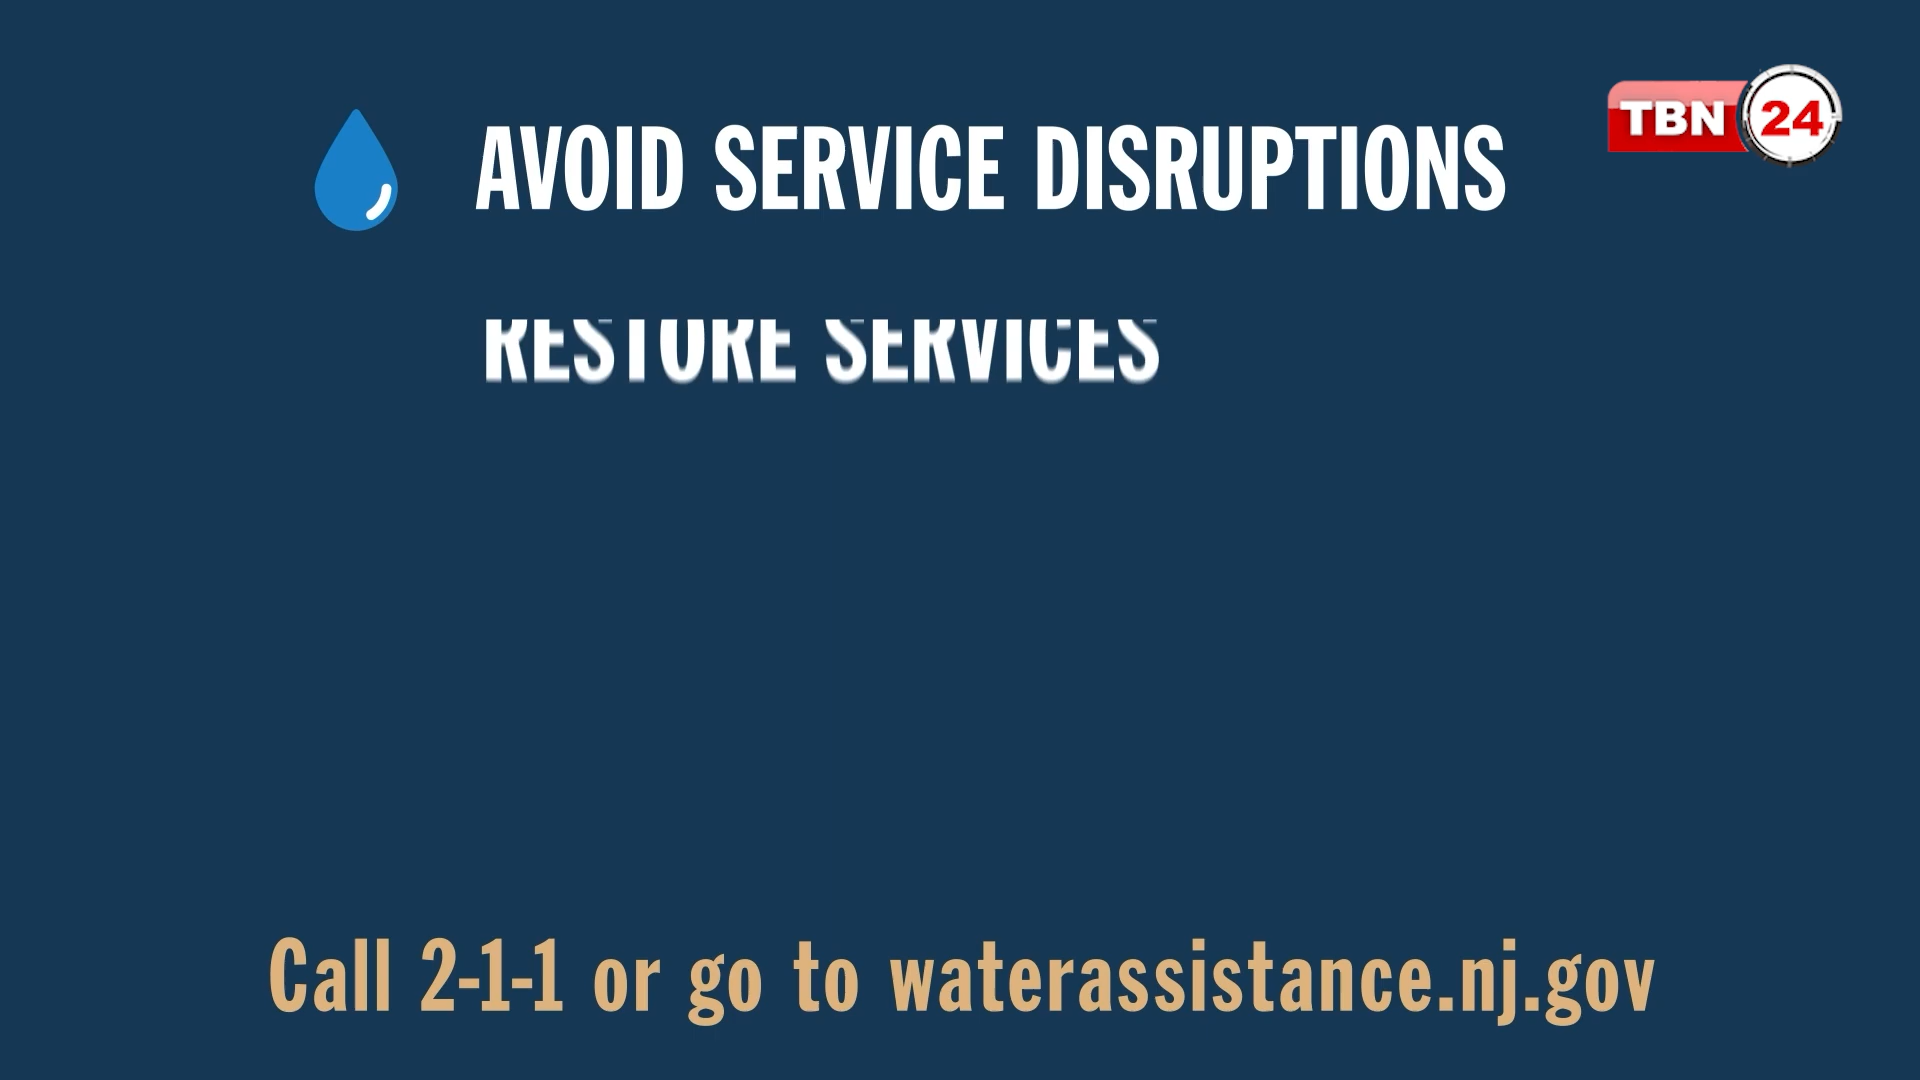 TBN 24
AVOID SERVICE DISRUPTIONS
RESTORE SERVICES
Call 2-1-1 or go to waterassistance.nj.gov